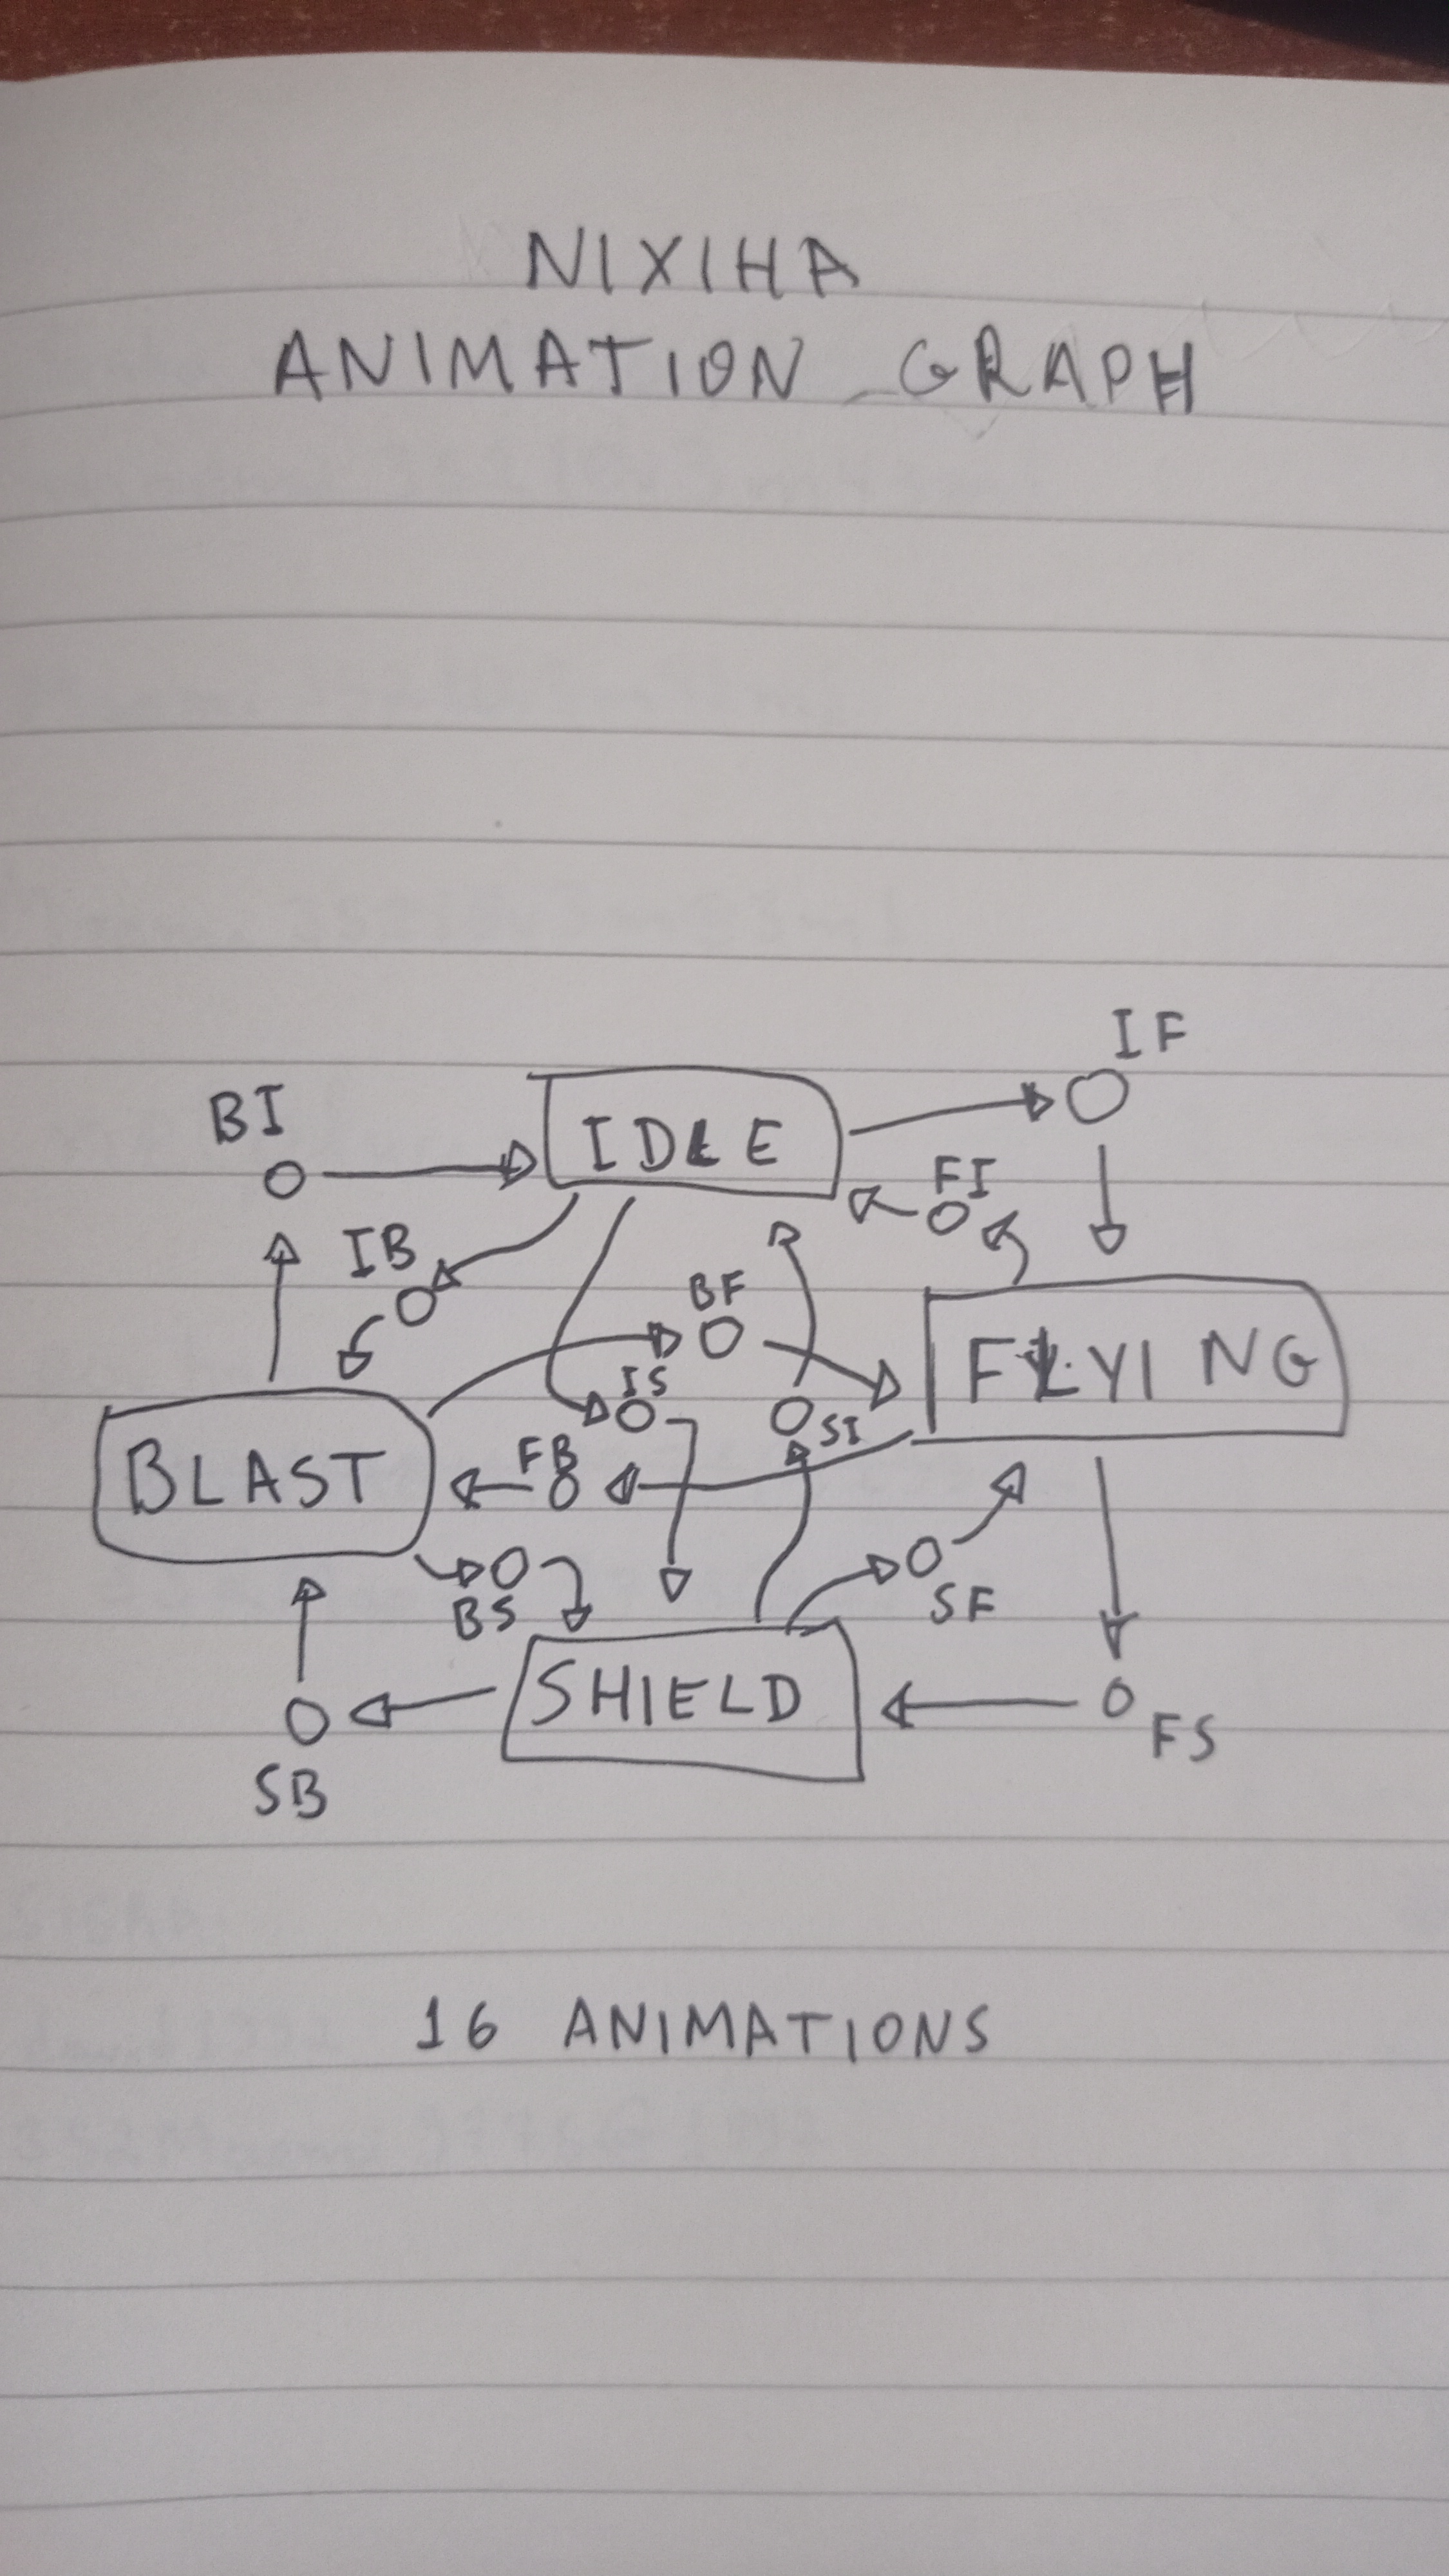 NIXIHA
ANIMATION GRAPH
IF
BI
IDLE
FI
IB
BF
FLYING
IS
SI
FB
BLAST
BS
SF
SHIELD
FS
SB
16 ANIMATIONS